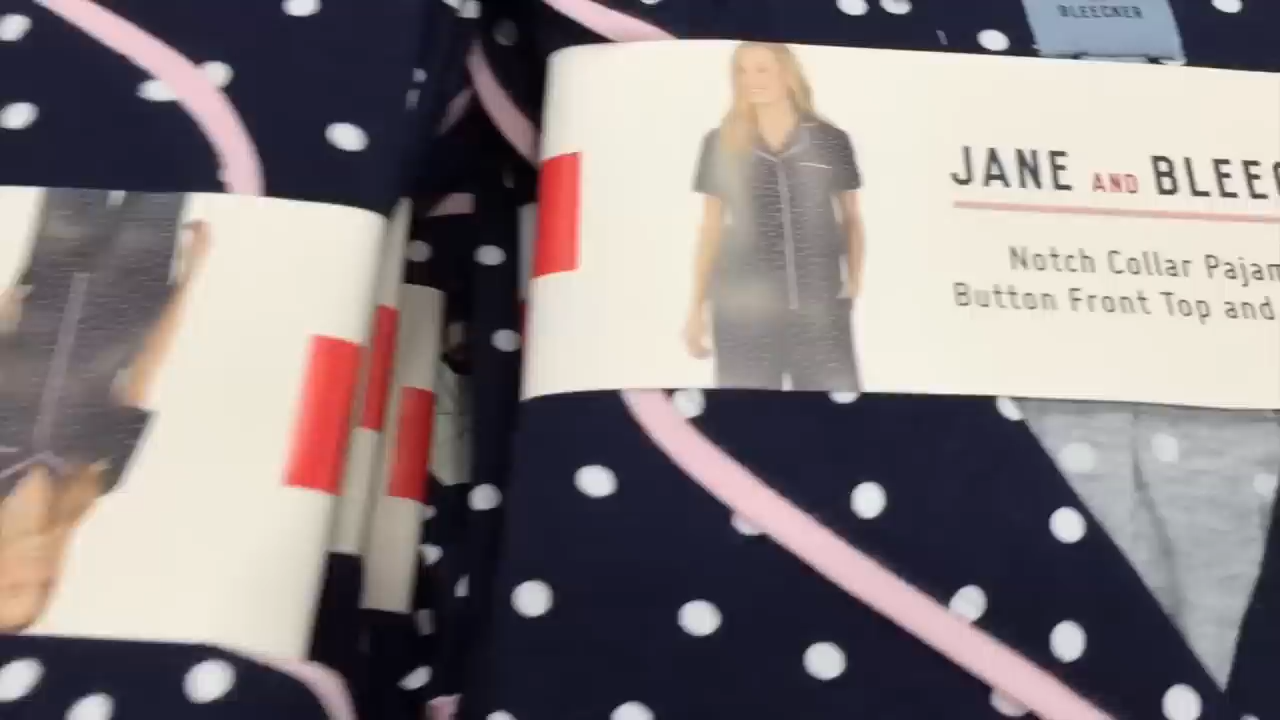 BLEECKER
JANE AND BLEEC
Notch Collar Pajam
Button Front Top and